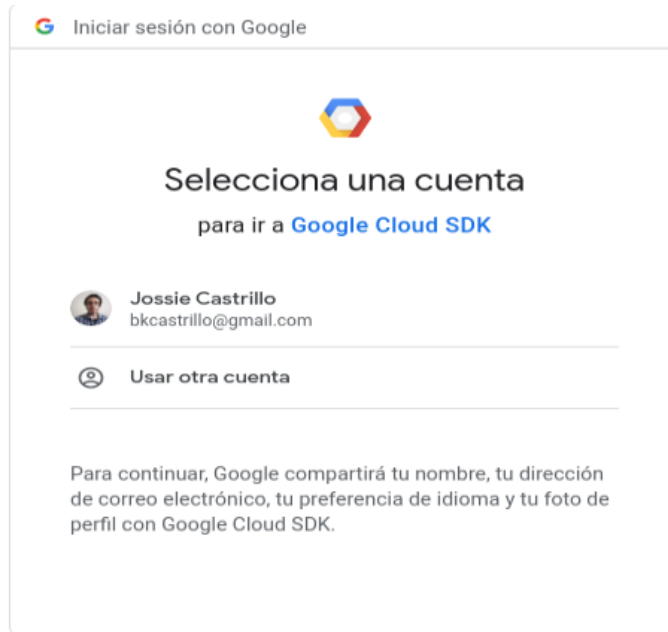 Iniciar sesión con Google
Selecciona una cuenta
para ir a Google Cloud SDK
Jossie Castrillo
bkcastrillo@gmail.com
Usar otra cuenta
Para continuar, Google compartirá tu nombre, tu dirección
de correo electrónico, tu preferencia de idioma y tu foto de
perfil con Google Cloud SDK.